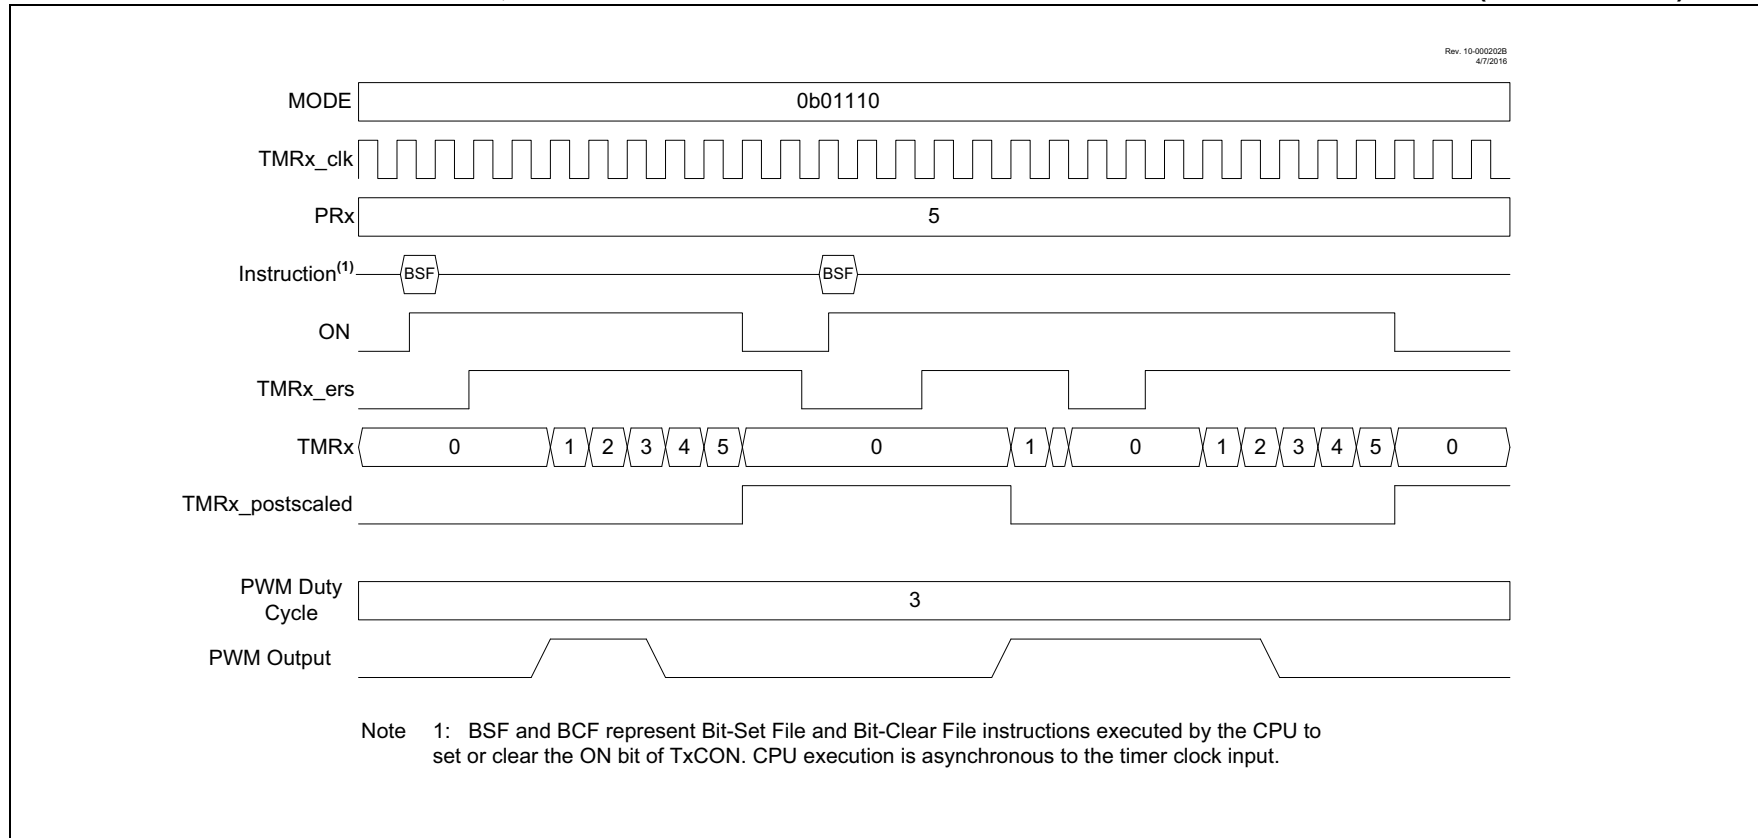 Rev. 10-000202B
4/7/2016
MODE 0b01110
TMRx_clk
PRx 5
Instruction(1) BSF BSF
ON
TMRx_ers
TMRx 0 1 2 3 4 5 0 1 0 1 2 3 4 5 0
TMRx_postscaled
PWM Duty
Cycle 3
PWM Output
Note 1: BSF and BCF represent Bit-Set File and Bit-Clear File instructions executed by the CPU to
set or clear the ON bit of TxCON. CPU execution is asynchronous to the timer clock input.